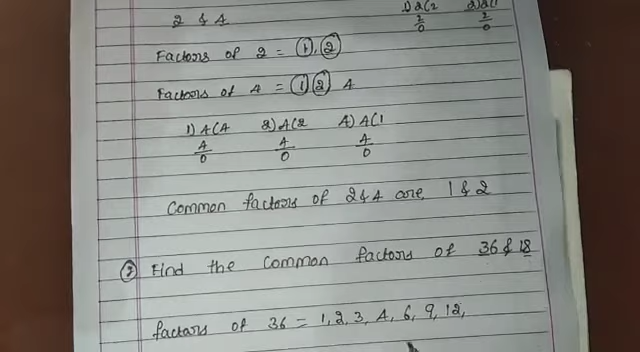 2 & 4 1) 2(2 2) 2(1
2 2
0 0
Factors of 2 = 1, 2
Factors of 4 = 1 2 4
1) 4(4 2) 4(2 4) 4(1
4 4 4
0 0 0
Common factors of 2 & 4 are 1 & 2
Find the common factors of 36 & 18
factors of 36 = 1, 2, 3, 4, 6, 9, 12,